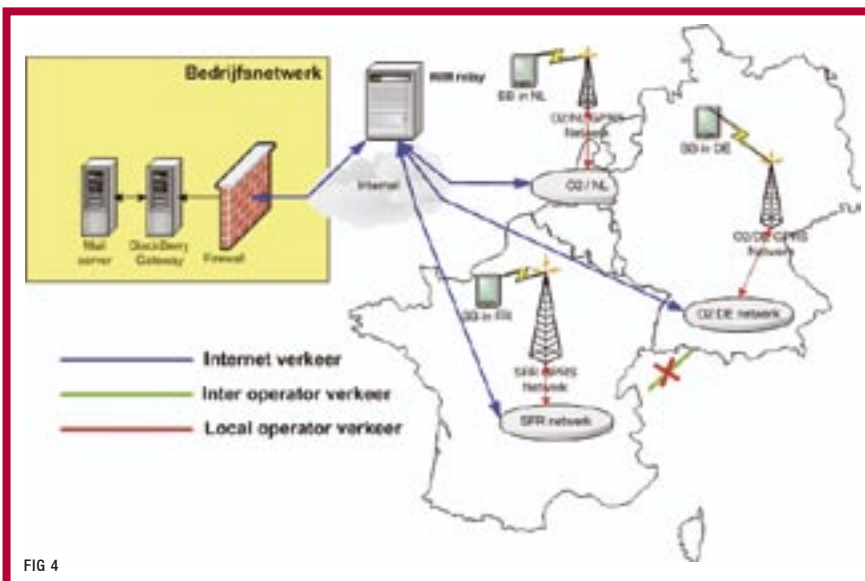 Bedrijfsnetwerk
RIM relay
BB in NL
O2/NL GPRS
Network
BB in DE
Internet
O2 / NL
O2/DE GPRS
Network
Mail
server
BlackBerry
Gateway
Firewall
BB in FR
O2 DE network
SFR GPRS
Network
SFR netwerk
Internet verkeer
Inter operator verkeer
Local operator verkeer
FIG 4